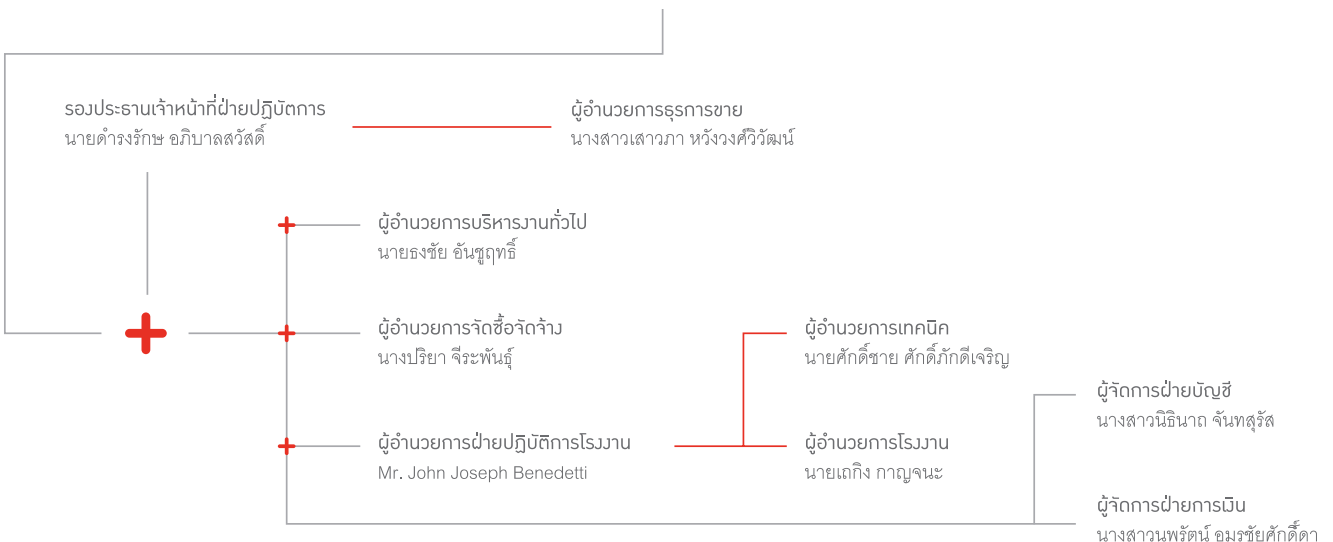 รองประธานเจ้าหน้าที่ฝ่ายปฏิบัตการ
นายดำรงรักษ อภิบาลสวัสดิ์
ผู้อำนวยการธุรการขาย
นางสาวเสาวภา หวังวงศ์วิวัฒน์
ผู้อำนวยการบริหารงานทั่วไป
นายธงชัย อันชูฤทธิ์
ผู้อำนวยการจัดซื้อจัดจ้าง
นางปริยา จีระพันธุ์
ผู้อำนวยการเทคนิค
นายศักดิ์ชาย ศักดิ์ภักดีเจริญ
ผู้จัดการฝ่ายบัญชี
นางสาวนิธินาถ จันทสุรัส
ผู้อำนวยการฝ่ายปฏิบัติการโรงงาน
Mr. John Joseph Benedetti
ผู้อำนวยการโรงงาน
นายเถกิง กาญจนะ
ผู้จัดการฝ่ายการเงิน
นางสาวนพรัตน์ อมรชัยศักดิ์ดา